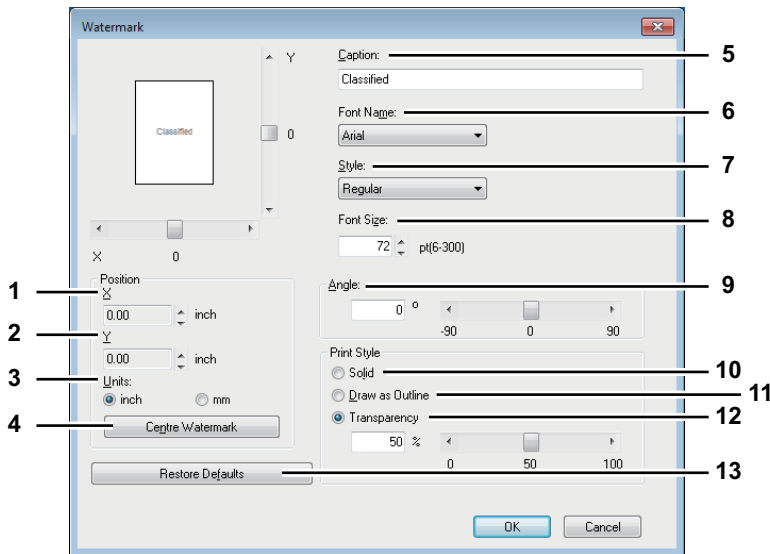 Watermark
Y
Classified
0
X 0
Position
X
0.00 inch
Y
0.00 inch
Units:
inch mm
Centre Watermark
Restore Defaults
Caption:
Classified
Font Name:
Arial
Style:
Regular
Font Size:
72 pt(6-300)
Angle:
0 °
-90 0 90
Print Style
Solid
Draw as Outline
Transparency
50 %
0 50 100
OK Cancel
1
2
3
4
5
6
7
8
9
10
11
12
13